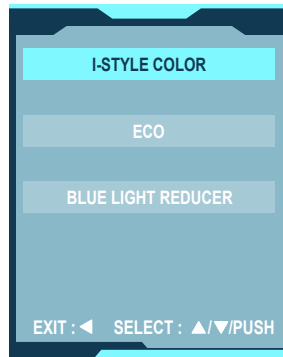 I-STYLE COLOR
ECO
BLUE LIGHT REDUCER
EXIT : ◀ SELECT : ▲/▼/PUSH